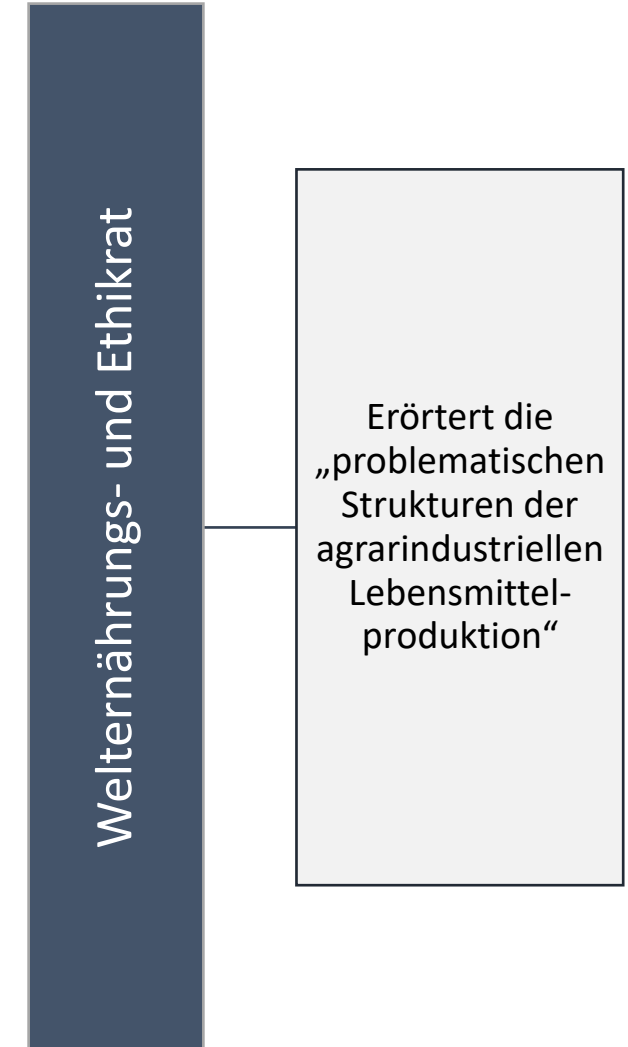 Welternährungs- und Ethikrat
Erörtert die
„problematischen
Strukturen der
agrarindustriellen
Lebensmittel-
produktion“